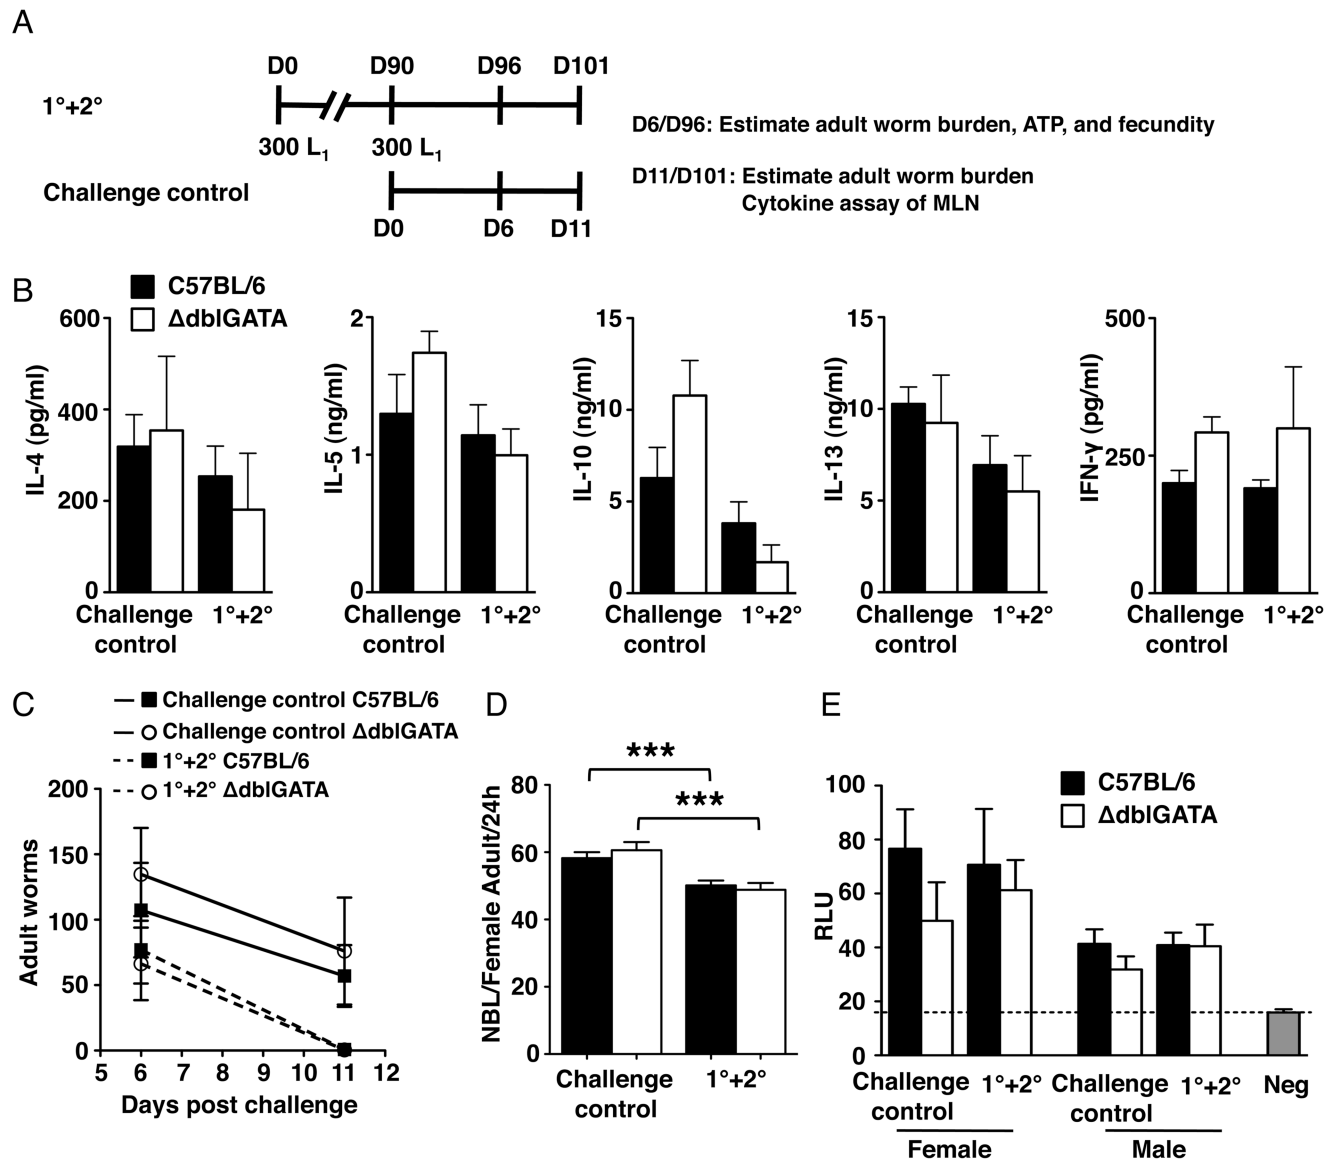 A
D0 D90 D96 D101
1°+2°
300 L₁ 300 L₁
D6/D96: Estimate adult worm burden, ATP, and fecundity
Challenge control
D11/D101: Estimate adult worm burden
Cytokine assay of MLN
D0 D6 D11
B
C57BL/6
ΔdblGATA
IL-4 (pg/ml)
600
400
200
0
Challenge control 1°+2°
IL-5 (ng/ml)
2
1
0
Challenge control 1°+2°
IL-10 (ng/ml)
15
10
5
0
Challenge control 1°+2°
IL-13 (ng/ml)
15
10
5
0
Challenge control 1°+2°
IFN-γ (pg/ml)
500
250
0
Challenge control 1°+2°
C
Challenge control C57BL/6
Challenge control ΔdblGATA
1°+2° C57BL/6
1°+2° ΔdblGATA
Adult worms
200
150
100
50
0
5 6 7 8 9 10 11 12
Days post challenge
D
***
***
NBL/Female Adult/24h
80
60
40
20
0
Challenge control 1°+2°
E
C57BL/6
ΔdblGATA
RLU
100
80
60
40
20
0
Challenge control 1°+2° Challenge control 1°+2° Neg
Female Male